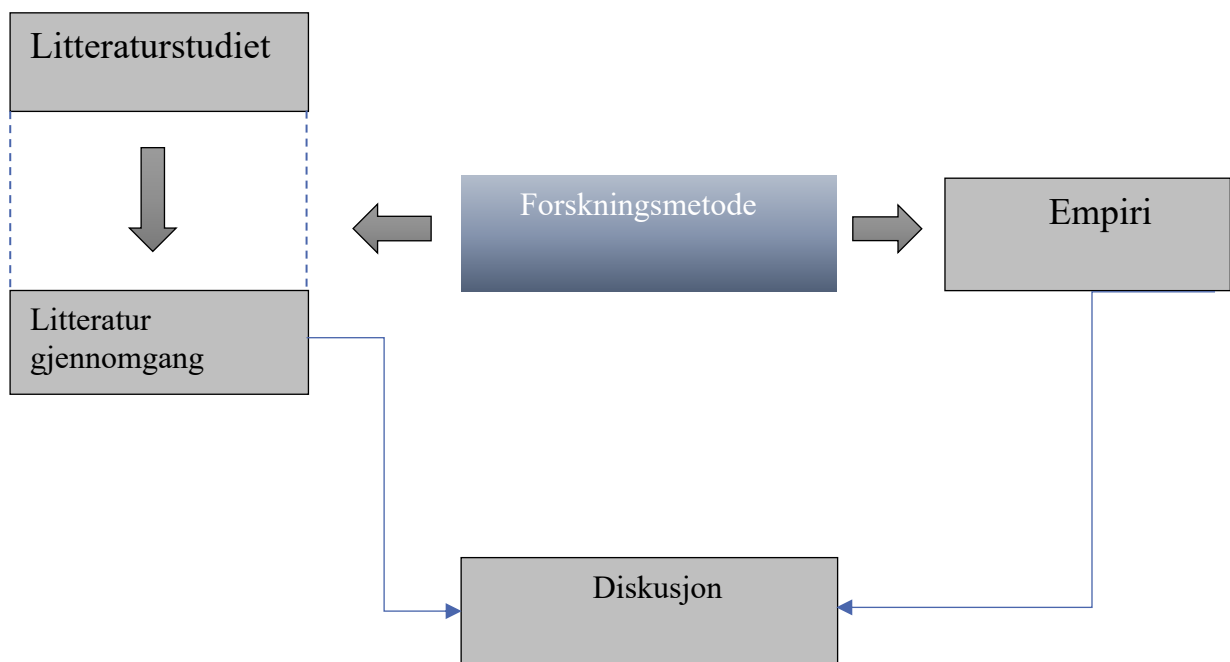 Litteraturstudiet
Forskningsmetode
Empiri
Litteratur
gjennomgang
Diskusjon